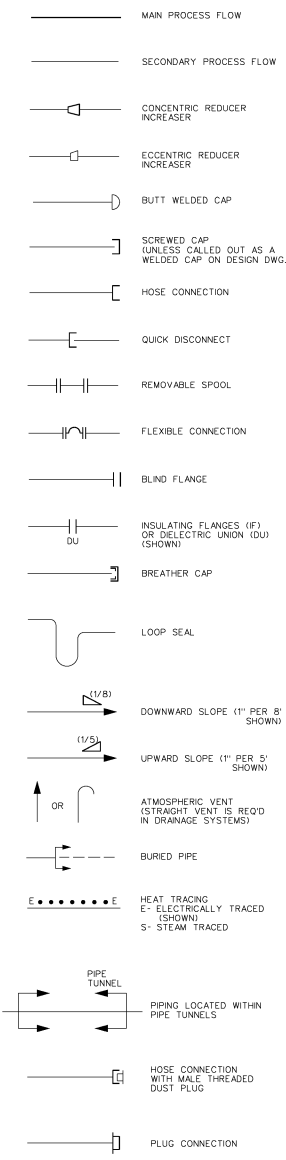 MAIN PROCESS FLOW
SECONDARY PROCESS FLOW
CONCENTRIC REDUCER
INCREASER
ECCENTRIC REDUCER
INCREASER
BUTT WELDED CAP
SCREWED CAP
(UNLESS CALLED OUT AS A
WELDED CAP ON DESIGN DWG.
HOSE CONNECTION
QUICK DISCONNECT
REMOVABLE SPOOL
FLEXIBLE CONNECTION
BLIND FLANGE
DU
INSULATING FLANGES (IF)
OR DIELECTRIC UNION (DU)
(SHOWN)
BREATHER CAP
LOOP SEAL
(1/8)
DOWNWARD SLOPE (1" PER 8'
SHOWN)
(1/5)
UPWARD SLOPE (1" PER 5'
SHOWN)
OR
ATMOSPHERIC VENT
(STRAIGHT VENT IS REQ'D
IN DRAINAGE SYSTEMS)
BURIED PIPE
E E
HEAT TRACING
E- ELECTRICALLY TRACED
(SHOWN)
S- STEAM TRACED
PIPE
TUNNEL
PIPING LOCATED WITHIN
PIPE TUNNELS
HOSE CONNECTION
WITH MALE THREADED
DUST PLUG
PLUG CONNECTION